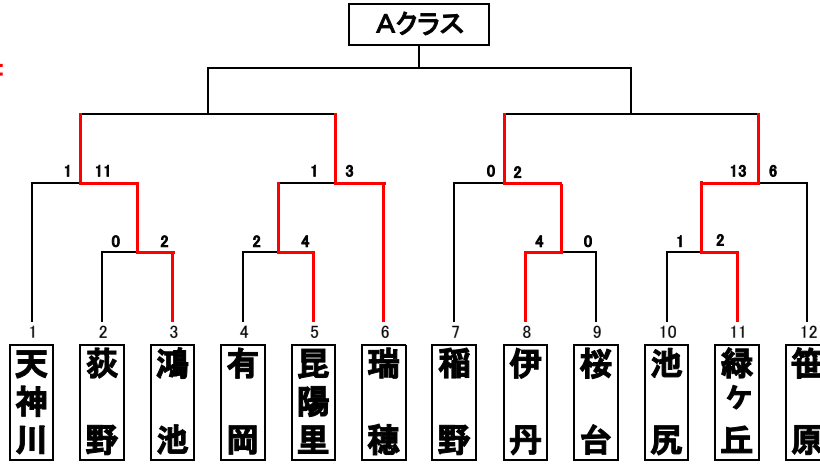 Aクラス
1 11 1 3 0 2 13 6
0 2 2 4 4 0 1 2
1 2 3 4 5 6 7 8 9 10 11 12
天神川
荻野
鴻池
有岡
昆陽里
瑞穂
稲野
伊丹
桜台
池尻
緑ヶ丘
笹原